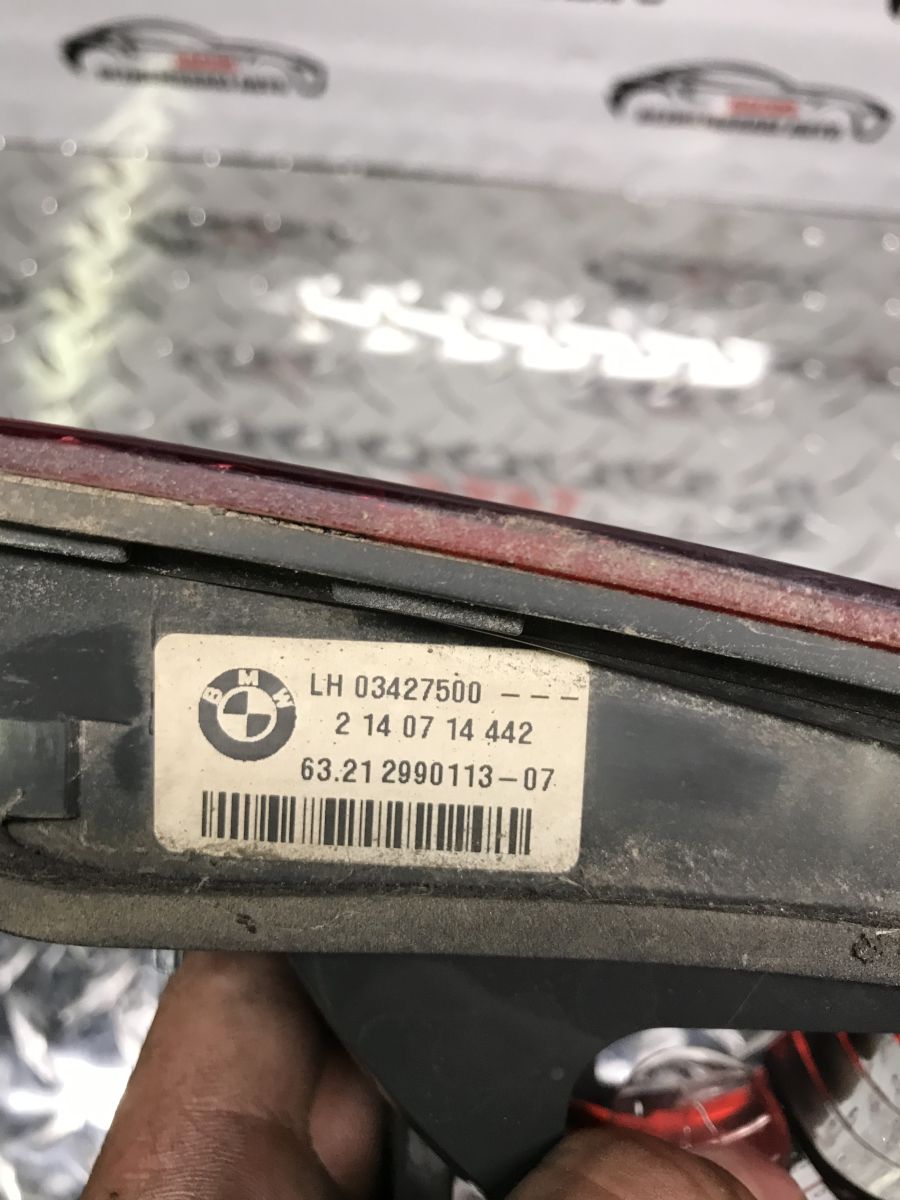 BMW
LH 03427500 - - -
2 14 07 14 442
63.21 2990113-07